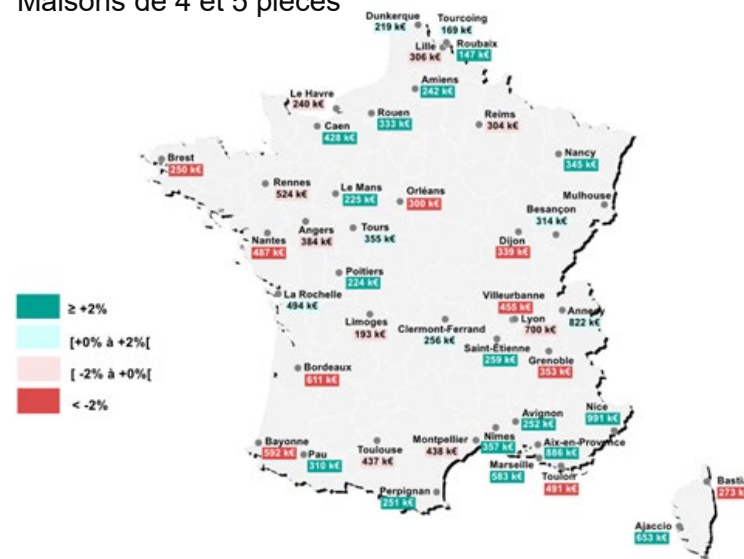 Maisons de 4 et 5 pièces
Dunkerque
219 k€
Tourcoing
169 k€
Lille
306 k€
Roubaix
147 k€
Amiens
242 k€
Le Havre
240 k€
Rouen
333 k€
Caen
428 k€
Reims
304 k€
Nancy
345 k€
Brest
250 k€
Rennes
524 k€
Le Mans
225 k€
Orléans
300 k€
Mulhouse
Besançon
314 k€
Nantes
487 k€
Angers
384 k€
Tours
355 k€
Dijon
339 k€
Poitiers
224 k€
La Rochelle
494 k€
Villeurbanne
455 k€
Lyon
700 k€
Annecy
822 k€
Limoges
193 k€
Clermont-Ferrand
256 k€
Saint-Étienne
259 k€
Grenoble
353 k€
≥ +2%
[+0% à +2%[
[ -2% à +0%[
< -2%
Bordeaux
611 k€
Avignon
252 k€
Nice
991 k€
Bayonne
592 k€
Pau
310 k€
Toulouse
437 k€
Montpellier
438 k€
Nîmes
357 k€
Aix-en-Provence
886 k€
Marseille
583 k€
Toulon
491 k€
Perpignan
251 k€
Bastia
273 k€
Ajaccio
653 k€